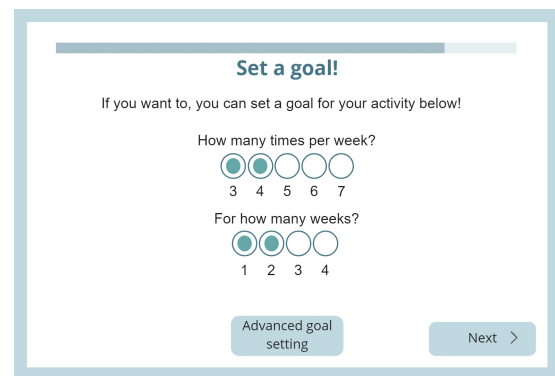 Set a goal!
If you want to, you can set a goal for your activity below!
How many times per week?
3 4 5 6 7
For how many weeks?
1 2 3 4
Advanced goal
setting
Next